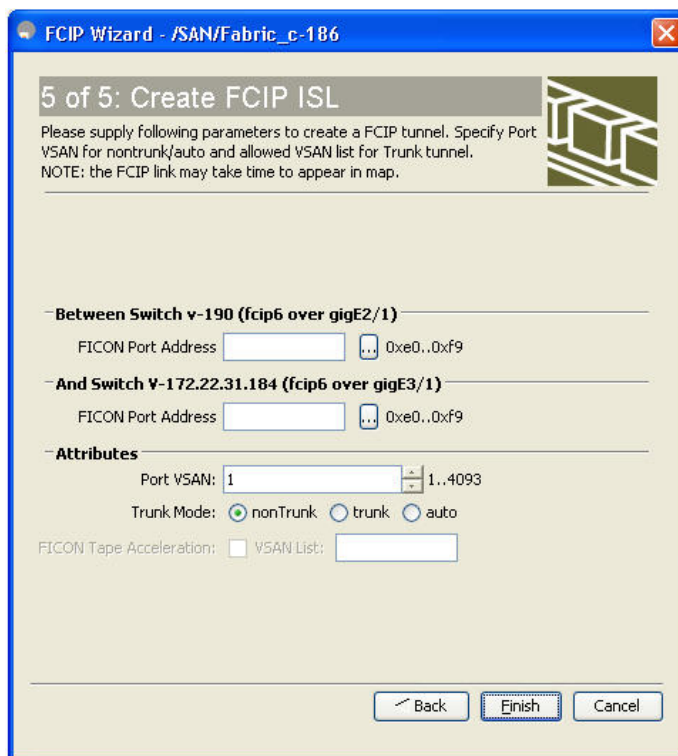 FCIP Wizard - /SAN/Fabric_c-186
5 of 5: Create FCIP ISL
Please supply following parameters to create a FCIP tunnel. Specify Port
VSAN for nontrunk/auto and allowed VSAN list for Trunk tunnel.
NOTE: the FCIP link may take time to appear in map.
Between Switch v-190 (fcip6 over gigE2/1)
FICON Port Address ... 0xe0..0xf9
And Switch V-172.22.31.184 (fcip6 over gigE3/1)
FICON Port Address ... 0xe0..0xf9
Attributes
Port VSAN: 1 1..4093
Trunk Mode: nonTrunk trunk auto
FICON Tape Acceleration: VSAN List:
Back Finish Cancel